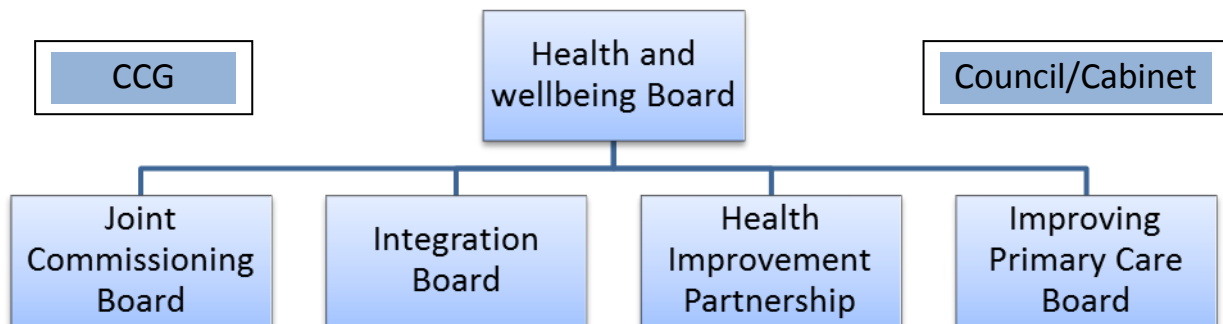 CCG
Health and
wellbeing Board
Council/Cabinet
Joint
Commissioning
Board
Integration
Board
Health
Improvement
Partnership
Improving
Primary Care
Board